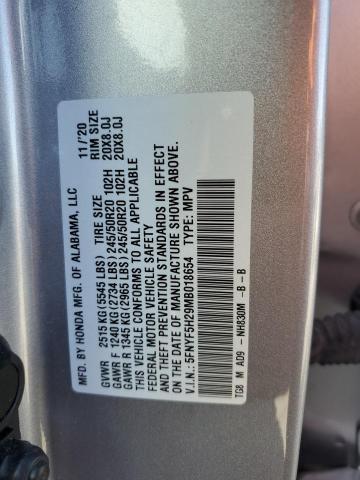 MFD. BY HONDA MFG. OF ALABAMA, LLC 11/'20
GVWR 2515 KG (5545 LBS) TIRE SIZE RIM SIZE
GAWR F 1240 KG (2734 LBS) 245/50R20 102H 20X8.0J
GAWR R 1345 KG (2965 LBS) 245/50R20 102H 20X8.0J
THIS VEHICLE CONFORMS TO ALL APPLICABLE
FEDERAL MOTOR VEHICLE SAFETY
AND THEFT PREVENTION STANDARDS IN EFFECT
ON THE DATE OF MANUFACTURE SHOWN ABOVE.
V.I.N.: 5FNYF5H29MB018654 TYPE: MPV
TG8 M AD9 -NH830M -B -B